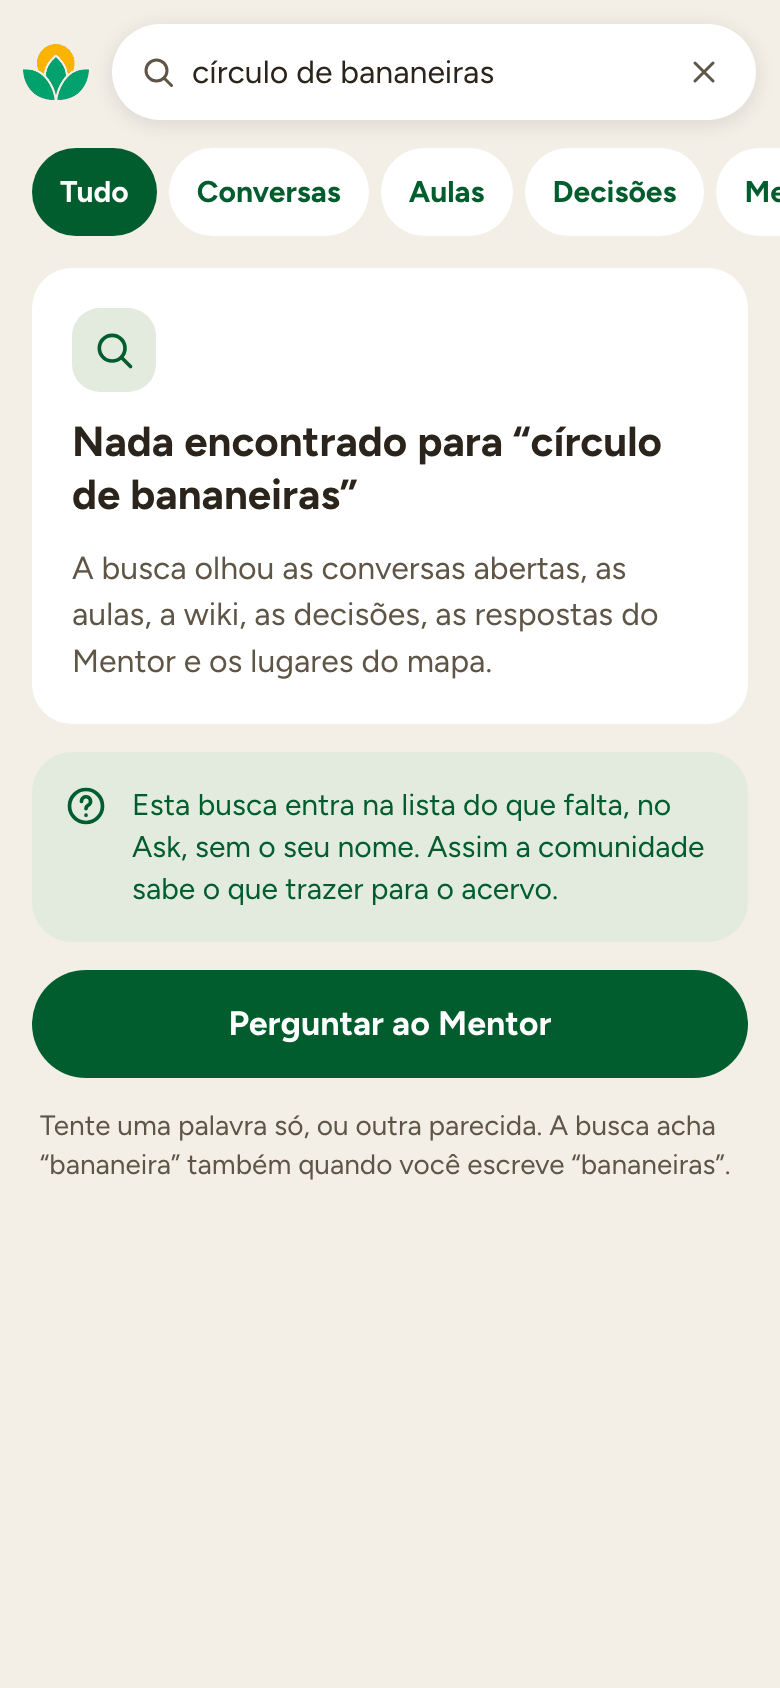 círculo de bananeiras
Tudo Conversas Aulas Decisões
Nada encontrado para “círculo
de bananeiras”
A busca olhou as conversas abertas, as
aulas, a wiki, as decisões, as respostas do
Mentor e os lugares do mapa.
Esta busca entra na lista do que falta, no
Ask, sem o seu nome. Assim a comunidade
sabe o que trazer para o acervo.
Perguntar ao Mentor
Tente uma palavra só, ou outra parecida. A busca acha
“bananeira” também quando você escreve “bananeiras”.